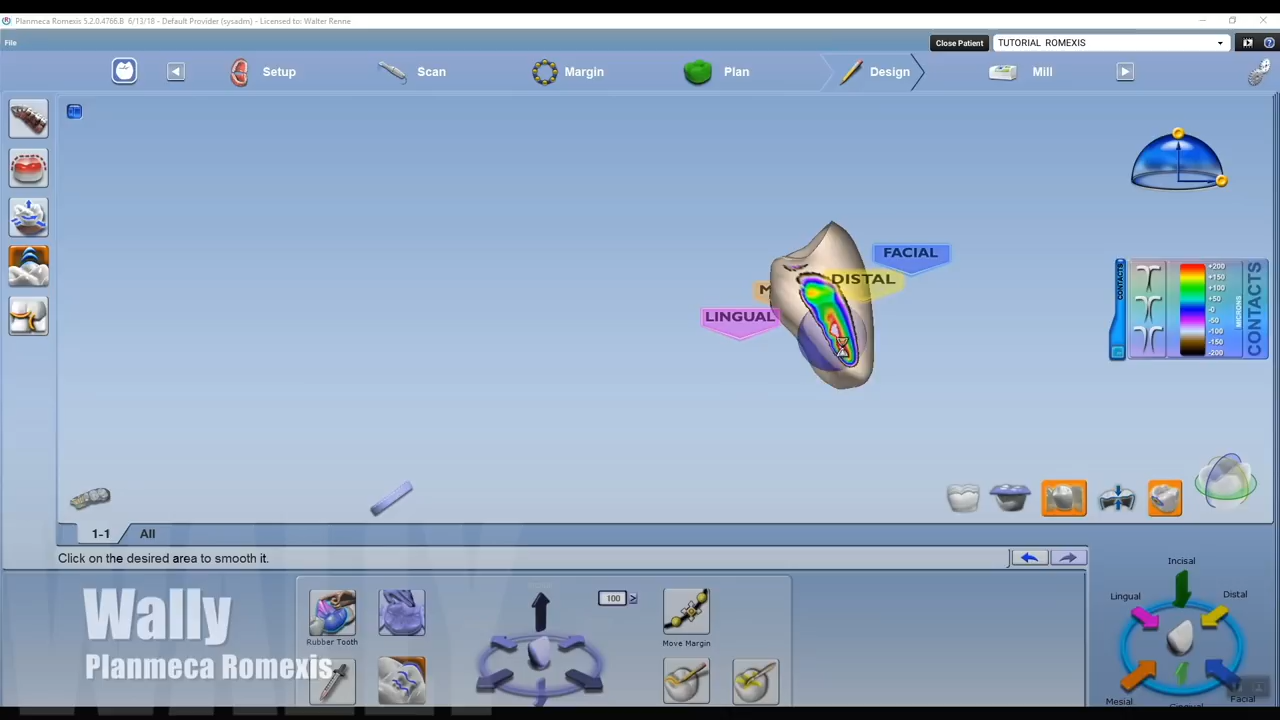 Planmeca Romexis 5.2.0.4766.B  6/13/18 - Default Provider (sysadm) - Licensed to: Walter Renne
File
Close Patient
TUTORIAL ROMEXIS
Setup
Scan
Margin
Plan
Design
Mill
FACIAL
DISTAL
M
LINGUAL
CONTACTS
+200
+150
+100
+50
-0
-50
-100
-150
-200
MICRONS
CONTACTS
1-1
All
Click on the desired area to smooth it.
Wally
Planmeca Romexis
Rubber Tooth
100
Move Margin
Incisal
Lingual
Distal
Mesial
Facial